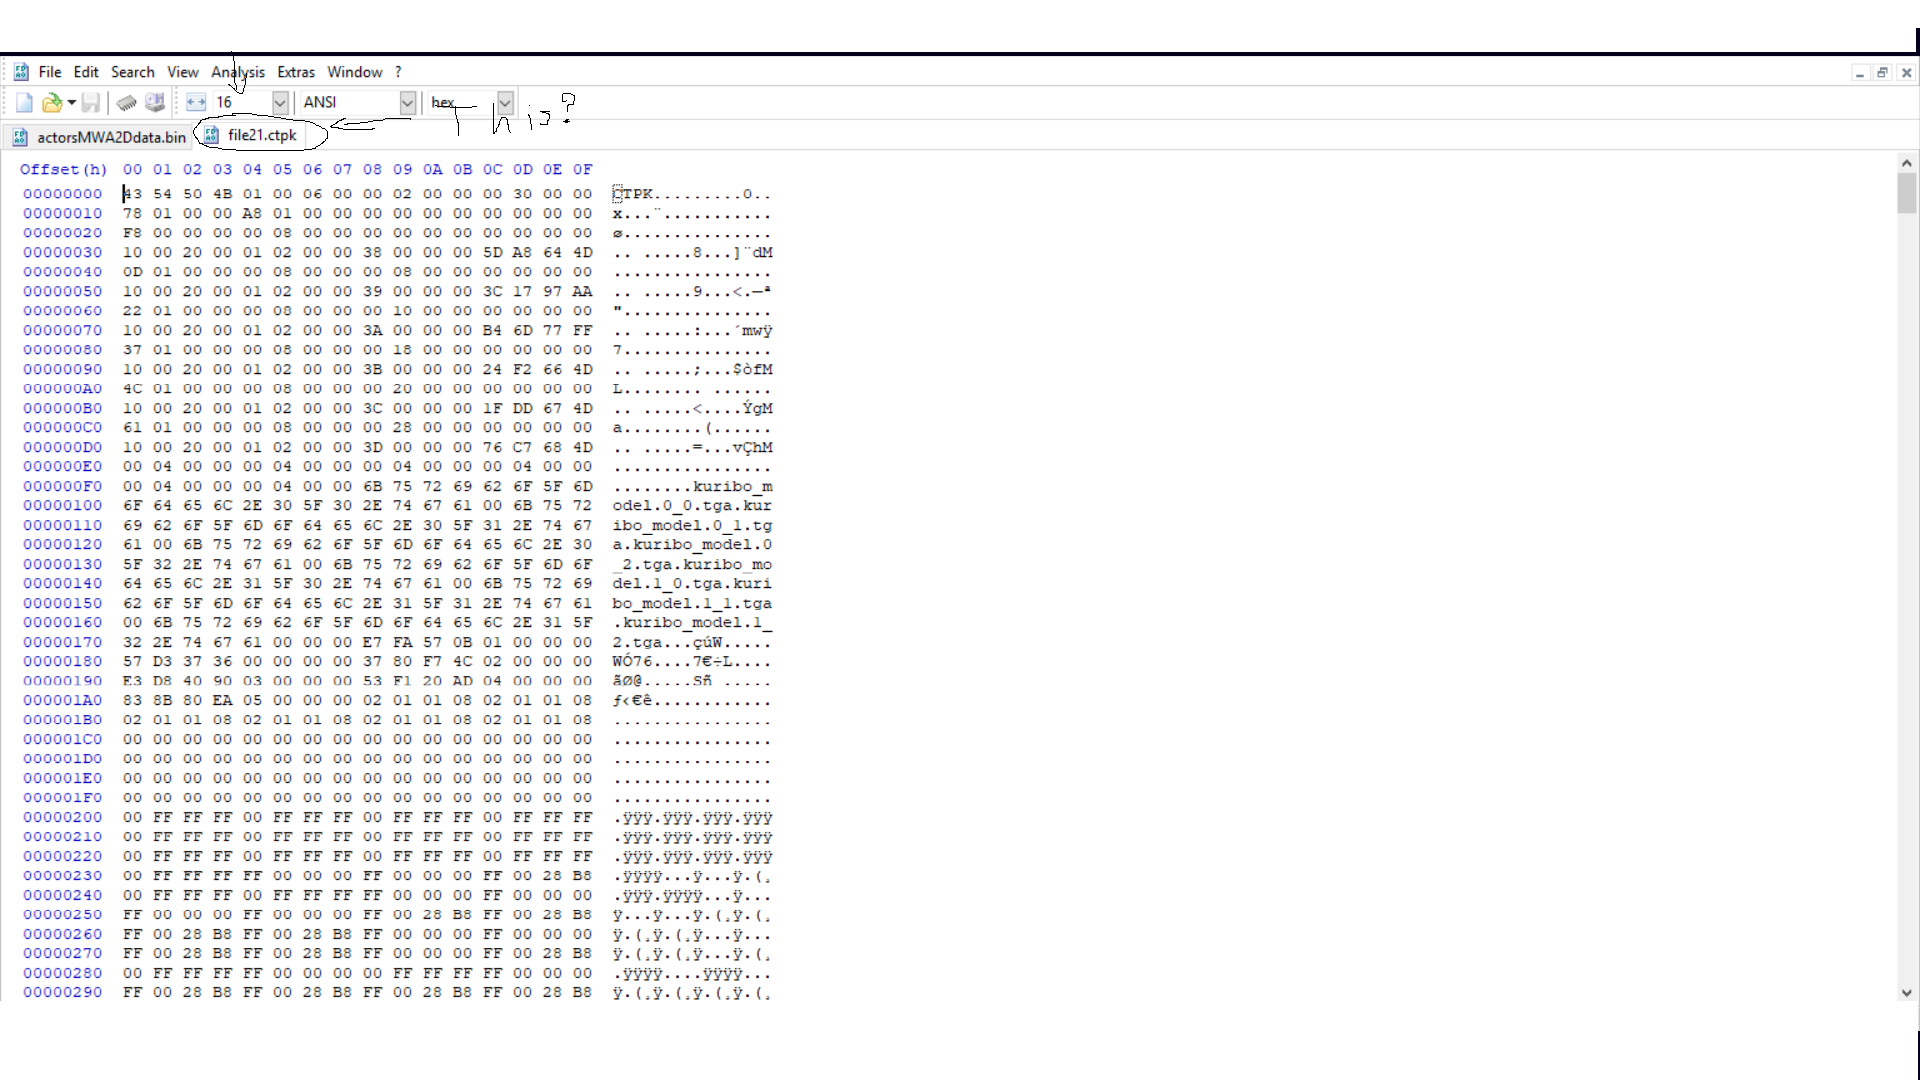 File Edit Search View Analysis Extras Window ?
16 ANSI hex This?
actorsMWA2Ddata.bin file21.ctpk
Offset(h) 00 01 02 03 04 05 06 07 08 09 0A 0B 0C 0D 0E 0F
00000000 43 54 50 4B 01 00 06 00 00 02 00 00 00 30 00 00 00 CTPK.........0..
00000010 78 01 00 00 A8 01 00 00 00 00 00 00 00 00 00 00 x...¨...........
00000020 F8 00 00 00 00 08 00 00 00 00 00 00 00 00 00 00 ø...............
00000030 10 00 20 00 01 02 00 00 38 00 00 00 5D A8 64 4D .. .....8...]¨dM
00000040 0D 01 00 00 00 08 00 00 00 08 00 00 00 00 00 00 ................
00000050 10 00 20 00 01 02 00 00 39 00 00 00 3C 17 97 AA .. .....9...<.—ª
00000060 22 01 00 00 00 08 00 00 00 10 00 00 00 00 00 00 "...............
00000070 10 00 20 00 01 02 00 00 3A 00 00 00 B4 6D 77 FF .. .....:...´mwÿ
00000080 37 01 00 00 00 08 00 00 00 18 00 00 00 00 00 00 7...............
00000090 10 00 20 00 01 02 00 00 3B 00 00 00 24 F2 66 4D .. .....;...$òfM
000000A0 4C 01 00 00 00 08 00 00 00 20 00 00 00 00 00 00 L........ ......
000000B0 10 00 20 00 01 02 00 00 3C 00 00 00 1F DD 67 4D .. .....<....ÝgM
000000C0 61 01 00 00 00 08 00 00 00 28 00 00 00 00 00 00 a........(......
000000D0 10 00 20 00 01 02 00 00 3D 00 00 00 76 C7 68 4D .. .....=...vÇhM
000000E0 00 04 00 00 00 04 00 00 00 04 00 00 00 04 00 00 ................
000000F0 00 04 00 00 00 04 00 00 6B 75 72 69 62 6F 5F 6D ........kuribo_m
00000100 6F 64 65 6C 2E 30 5F 30 2E 74 67 61 00 6B 75 72 odel.0_0.tga.kur
00000110 69 62 6F 5F 6D 6F 64 65 6C 2E 30 5F 31 2E 74 67 ibo_model.0_1.tg
00000120 61 00 6B 75 72 69 62 6F 5F 6D 6F 64 65 6C 2E 30 a.kuribo_model.0
00000130 5F 32 2E 74 67 61 00 6B 75 72 69 62 6F 5F 6D 6F _2.tga.kuribo_mo
00000140 64 65 6C 2E 31 5F 30 2E 74 67 61 00 6B 75 72 69 del.1_0.tga.kuri
00000150 62 6F 5F 6D 6F 64 65 6C 2E 31 5F 31 2E 74 67 61 bo_model.1_1.tga
00000160 00 6B 75 72 69 62 6F 5F 6D 6F 64 65 6C 2E 31 5F .kuribo_model.1_
00000170 32 2E 74 67 61 00 00 00 E7 FA 57 0B 01 00 00 00 2.tga...çúW.....
00000180 57 D3 37 36 00 00 00 00 37 80 F7 4C 02 00 00 00 WÓ76....7€÷L....
00000190 E3 D8 40 90 03 00 00 00 53 F1 20 AD 04 00 00 00 ãØ@.....Sñ .....
000001A0 83 8B 80 EA 05 00 00 00 02 01 01 08 02 01 01 08 ƒ‹€ê............
000001B0 02 01 01 08 02 01 01 08 02 01 01 08 02 01 01 08 ................
000001C0 00 00 00 00 00 00 00 00 00 00 00 00 00 00 00 00 ................
000001D0 00 00 00 00 00 00 00 00 00 00 00 00 00 00 00 00 ................
000001E0 00 00 00 00 00 00 00 00 00 00 00 00 00 00 00 00 ................
000001F0 00 00 00 00 00 00 00 00 00 00 00 00 00 00 00 00 ................
00000200 00 FF FF FF 00 FF FF FF 00 FF FF FF 00 FF FF FF .ÿÿÿ.ÿÿÿ.ÿÿÿ.ÿÿÿ
00000210 00 FF FF FF 00 FF FF FF 00 FF FF FF 00 FF FF FF .ÿÿÿ.ÿÿÿ.ÿÿÿ.ÿÿÿ
00000220 00 FF FF FF 00 FF FF FF 00 FF FF FF 00 FF FF FF .ÿÿÿ.ÿÿÿ.ÿÿÿ.ÿÿÿ
00000230 00 FF FF FF FF 00 00 00 FF 00 00 00 FF 00 28 B8 .ÿÿÿÿ...ÿ...ÿ.(¸
00000240 00 FF FF FF 00 FF FF FF FF 00 00 00 FF 00 00 00 .ÿÿÿ.ÿÿÿÿ...ÿ...
00000250 FF 00 00 00 FF 00 00 00 FF 00 28 B8 FF 00 28 B8 ÿ...ÿ...ÿ.(¸ÿ.(¸
00000260 FF 00 28 B8 FF 00 28 B8 FF 00 00 00 FF 00 00 00 ÿ.(¸ÿ.(¸ÿ...ÿ...
00000270 FF 00 28 B8 FF 00 28 B8 FF 00 00 00 FF 00 28 B8 ÿ.(¸ÿ.(¸ÿ...ÿ.(¸
00000280 00 FF FF FF FF 00 00 00 00 FF FF FF FF 00 00 00 .ÿÿÿÿ....ÿÿÿÿ...
00000290 FF 00 28 B8 FF 00 28 B8 FF 00 28 B8 FF 00 28 B8 ÿ.(¸ÿ.(¸ÿ.(¸ÿ.(¸